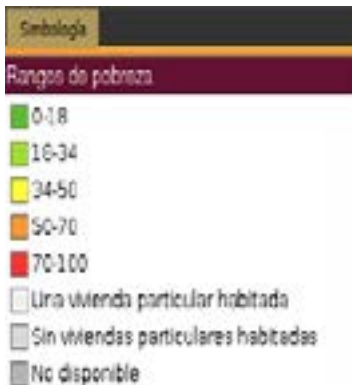 Simbología
Rangos de pobreza
0-18
18-34
34-50
50-70
70-100
Una vivienda particular habitada
Sin viviendas particulares habitadas
No disponible